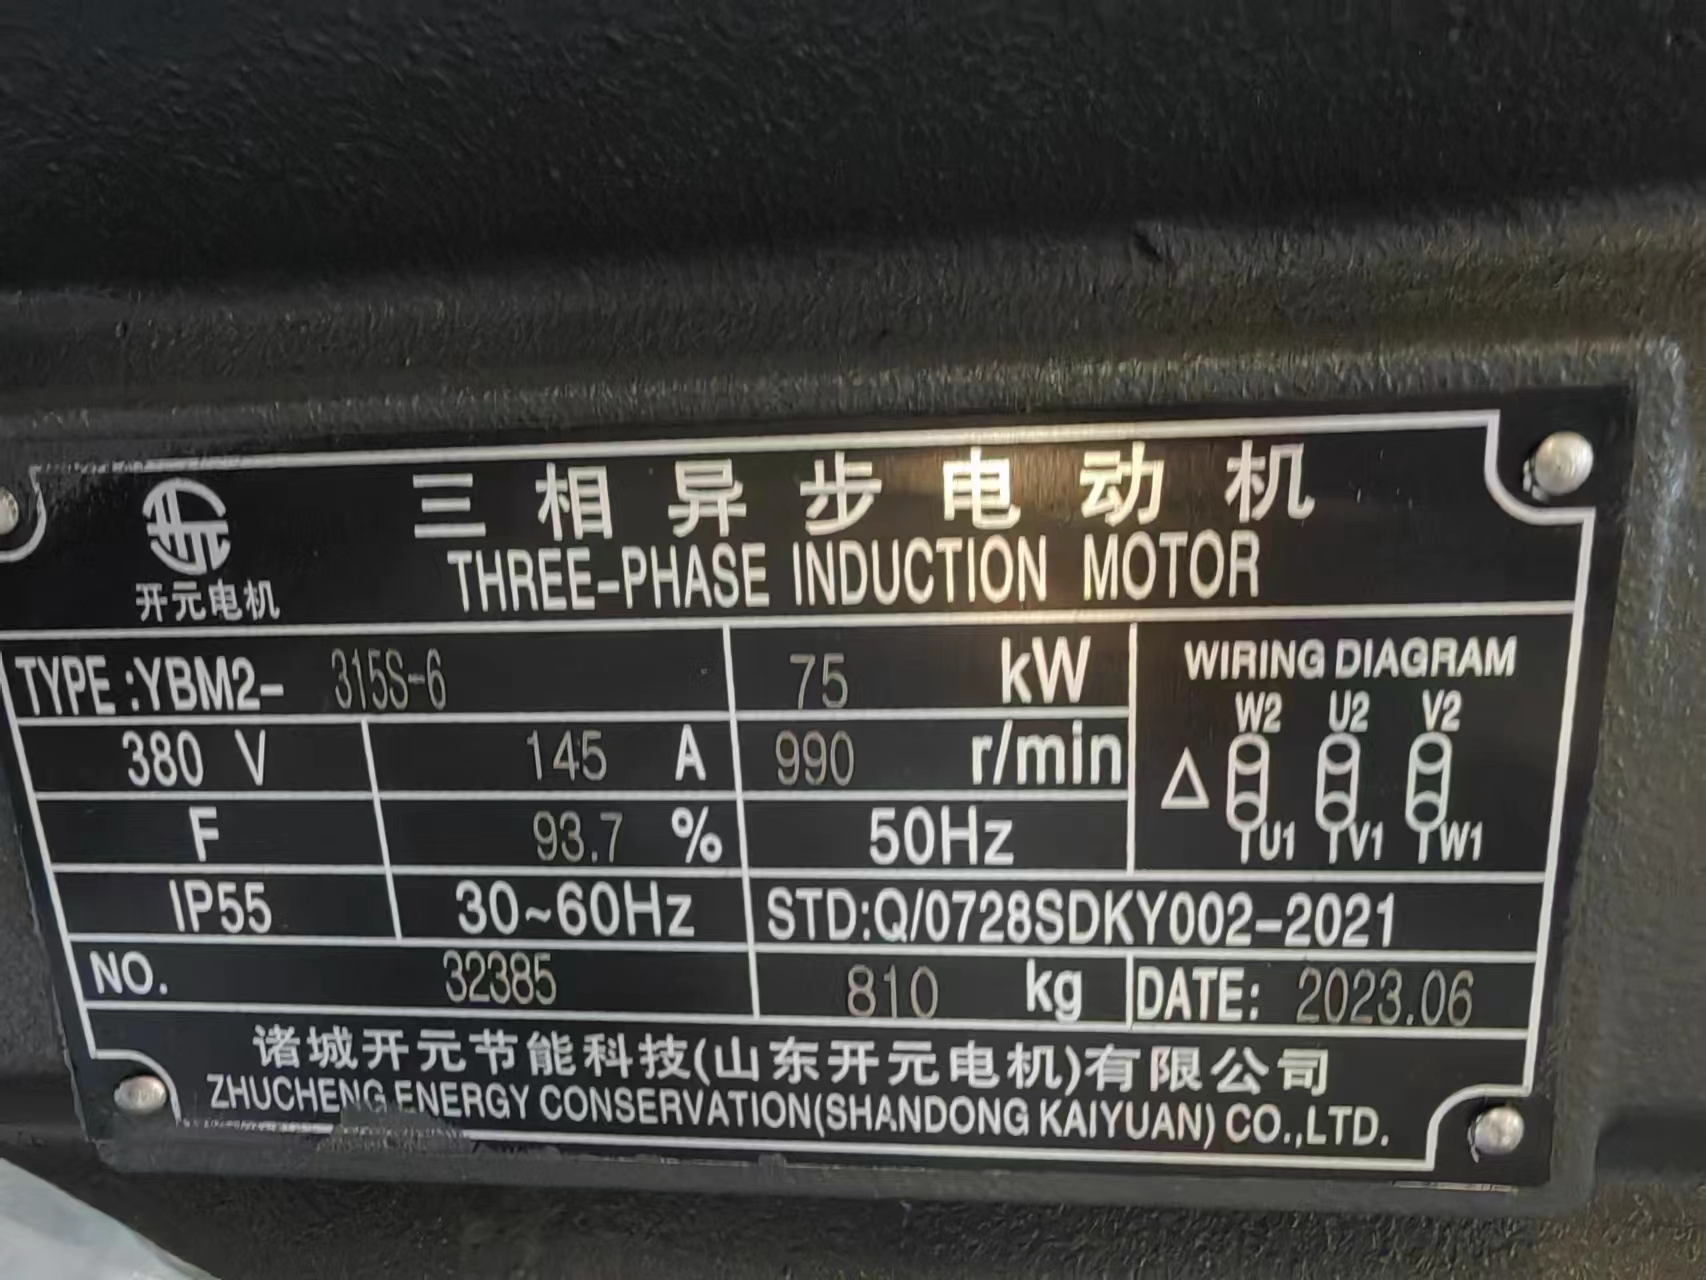 三相异步电动机
THREE-PHASE INDUCTION MOTOR
开元电机
TYPE:YBM2- 315S-6 75 kW
WIRING DIAGRAM
W2 U2 V2
380 V 145 A 990 r/min
△
F 93.7 % 50Hz
U1 V1 W1
IP55 30~60Hz STD:Q/0728SDKY002-2021
NO. 32385 810 kg DATE: 2023.06
诸城开元节能科技(山东开元电机)有限公司
ZHUCHENG ENERGY CONSERVATION(SHANDONG KAIYUAN) CO.,LTD.